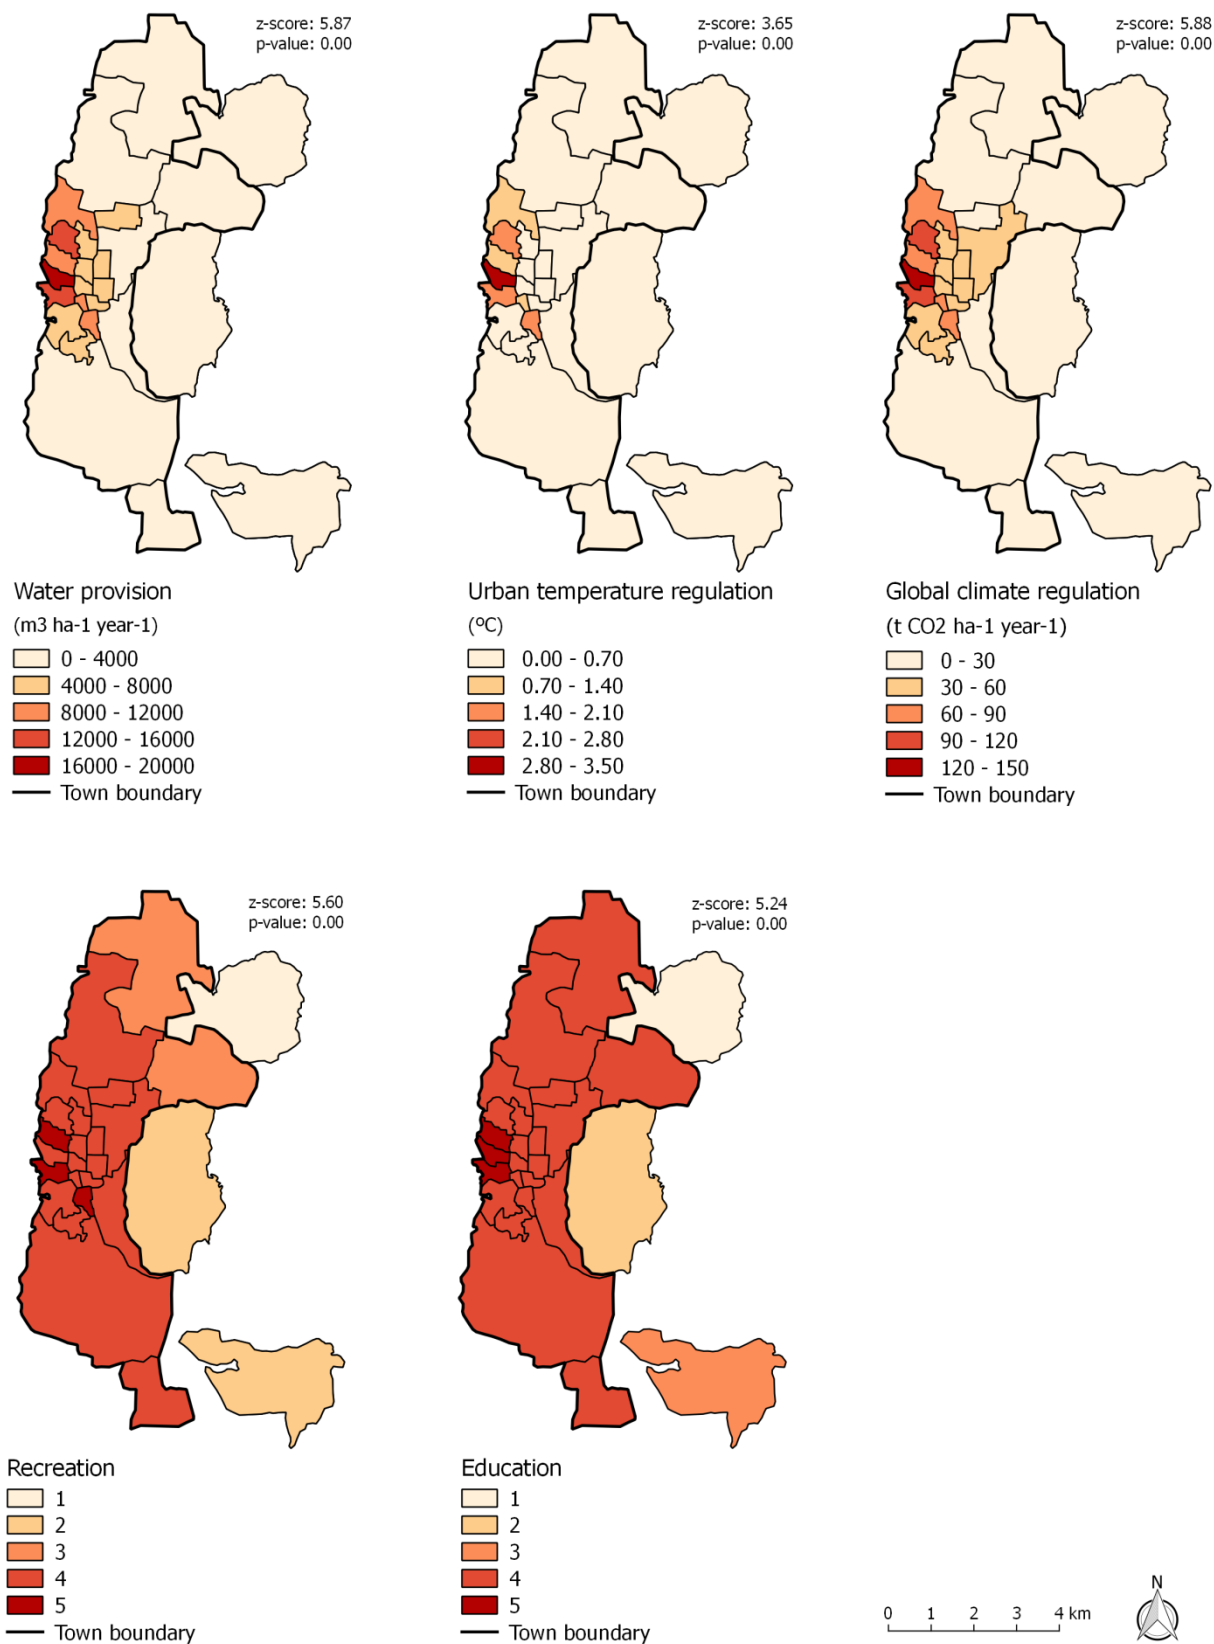 z-score: 5.87
p-value: 0.00
z-score: 3.65
p-value: 0.00
z-score: 5.88
p-value: 0.00
Water provision
(m3 ha-1 year-1)
0 - 4000
4000 - 8000
8000 - 12000
12000 - 16000
16000 - 20000
Town boundary
Urban temperature regulation
(ºC)
0.00 - 0.70
0.70 - 1.40
1.40 - 2.10
2.10 - 2.80
2.80 - 3.50
Town boundary
Global climate regulation
(t CO2 ha-1 year-1)
0 - 30
30 - 60
60 - 90
90 - 120
120 - 150
Town boundary
z-score: 5.60
p-value: 0.00
z-score: 5.24
p-value: 0.00
Recreation
1
2
3
4
5
Town boundary
Education
1
2
3
4
5
Town boundary
0 1 2 3 4 km
N